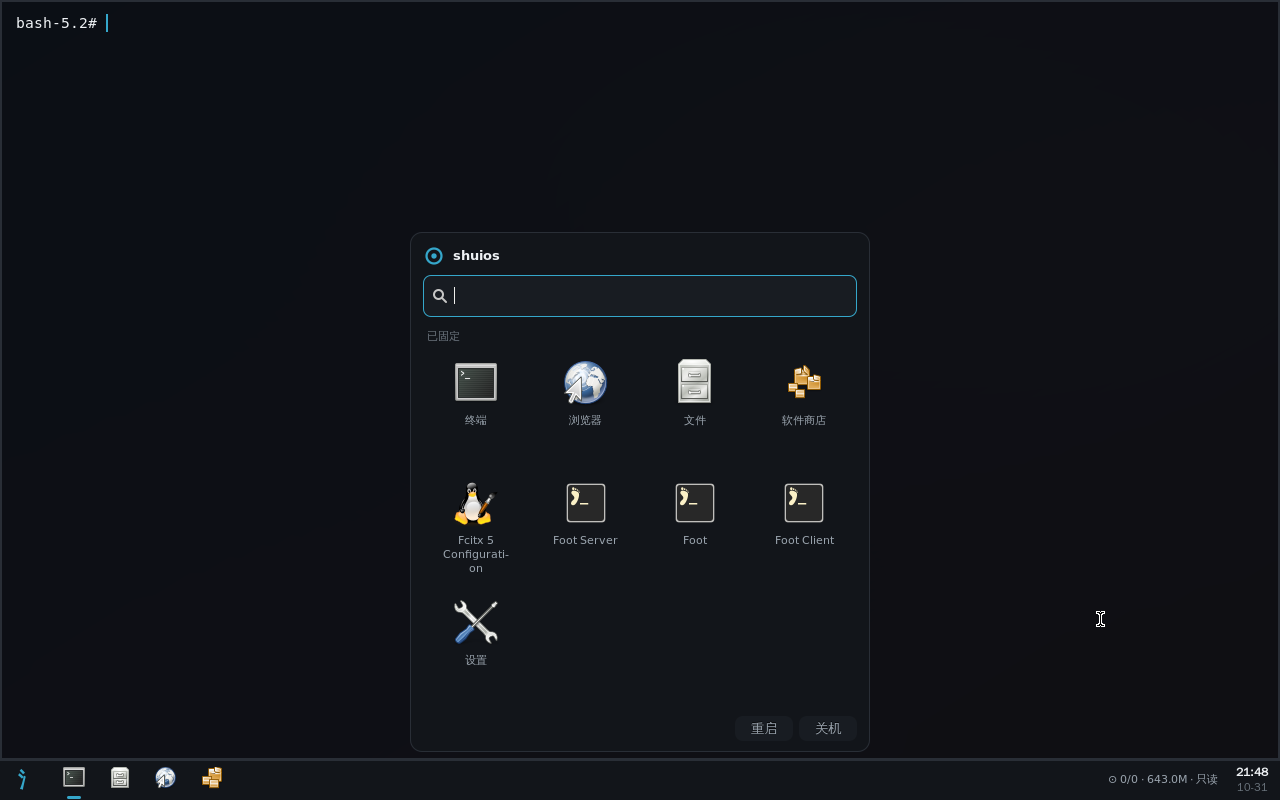 bash-5.2#
shuios
已固定
终端
浏览器
文件
软件商店
Fcitx 5
Configurati-
on
Foot Server
Foot
Foot Client
设置
重启
关机
0/0 · 643.0M · 只读
21:48
10-31